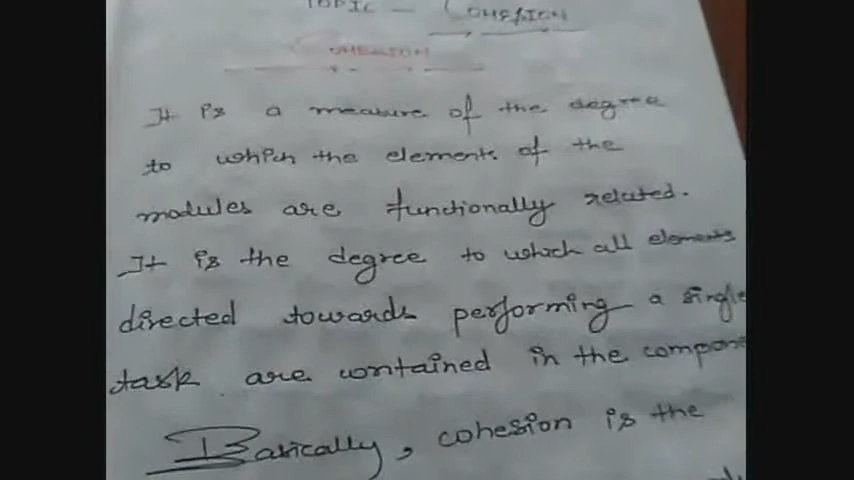 TOPIC - COHESION
COHESION
It is a measure of the degree
to which the elements of the
modules are functionally related.
It is the degree to which all elements
directed towards performing a single
task are contained in the compone
Basically, cohesion is the